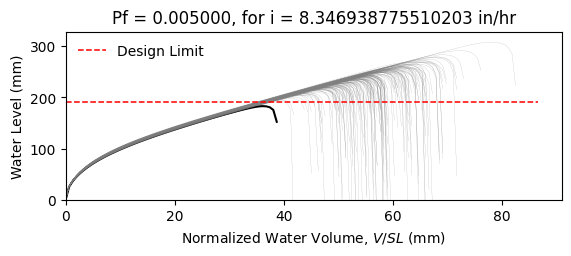 Pf = 0.005000, for i = 8.346938775510203 in/hr
Design Limit
Water Level (mm)
300
200
100
0
0 20 40 60 80
Normalized Water Volume, V/SL (mm)